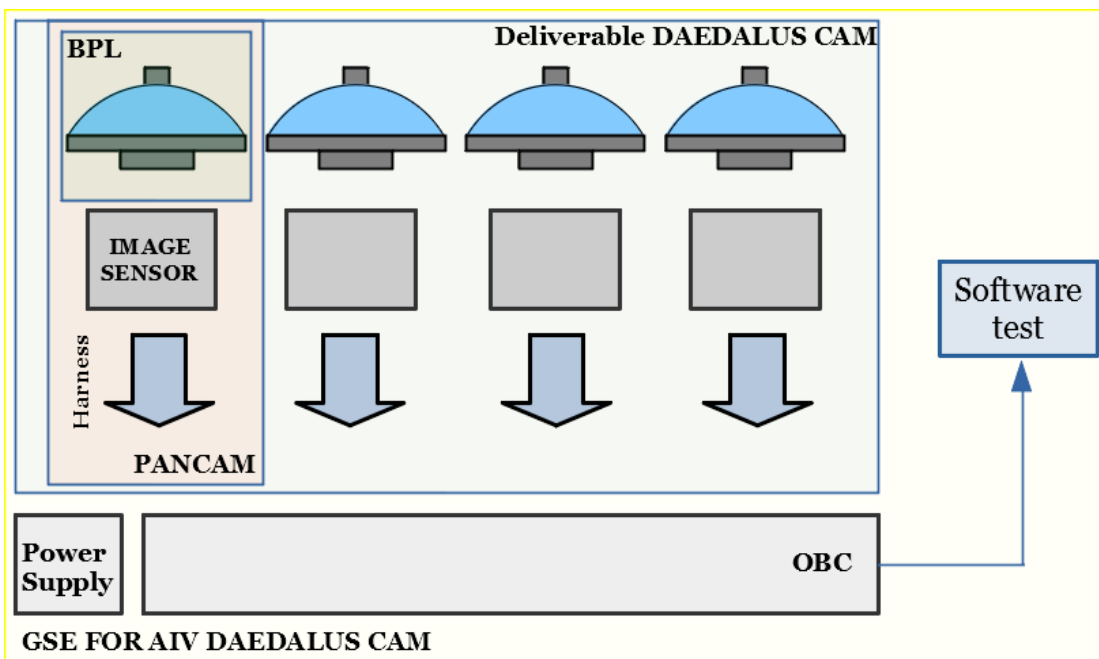 BPL
Deliverable DAEDALUS CAM
IMAGE
SENSOR
Harness
PANCAM
Software
test
Power
Supply
OBC
GSE FOR AIV DAEDALUS CAM